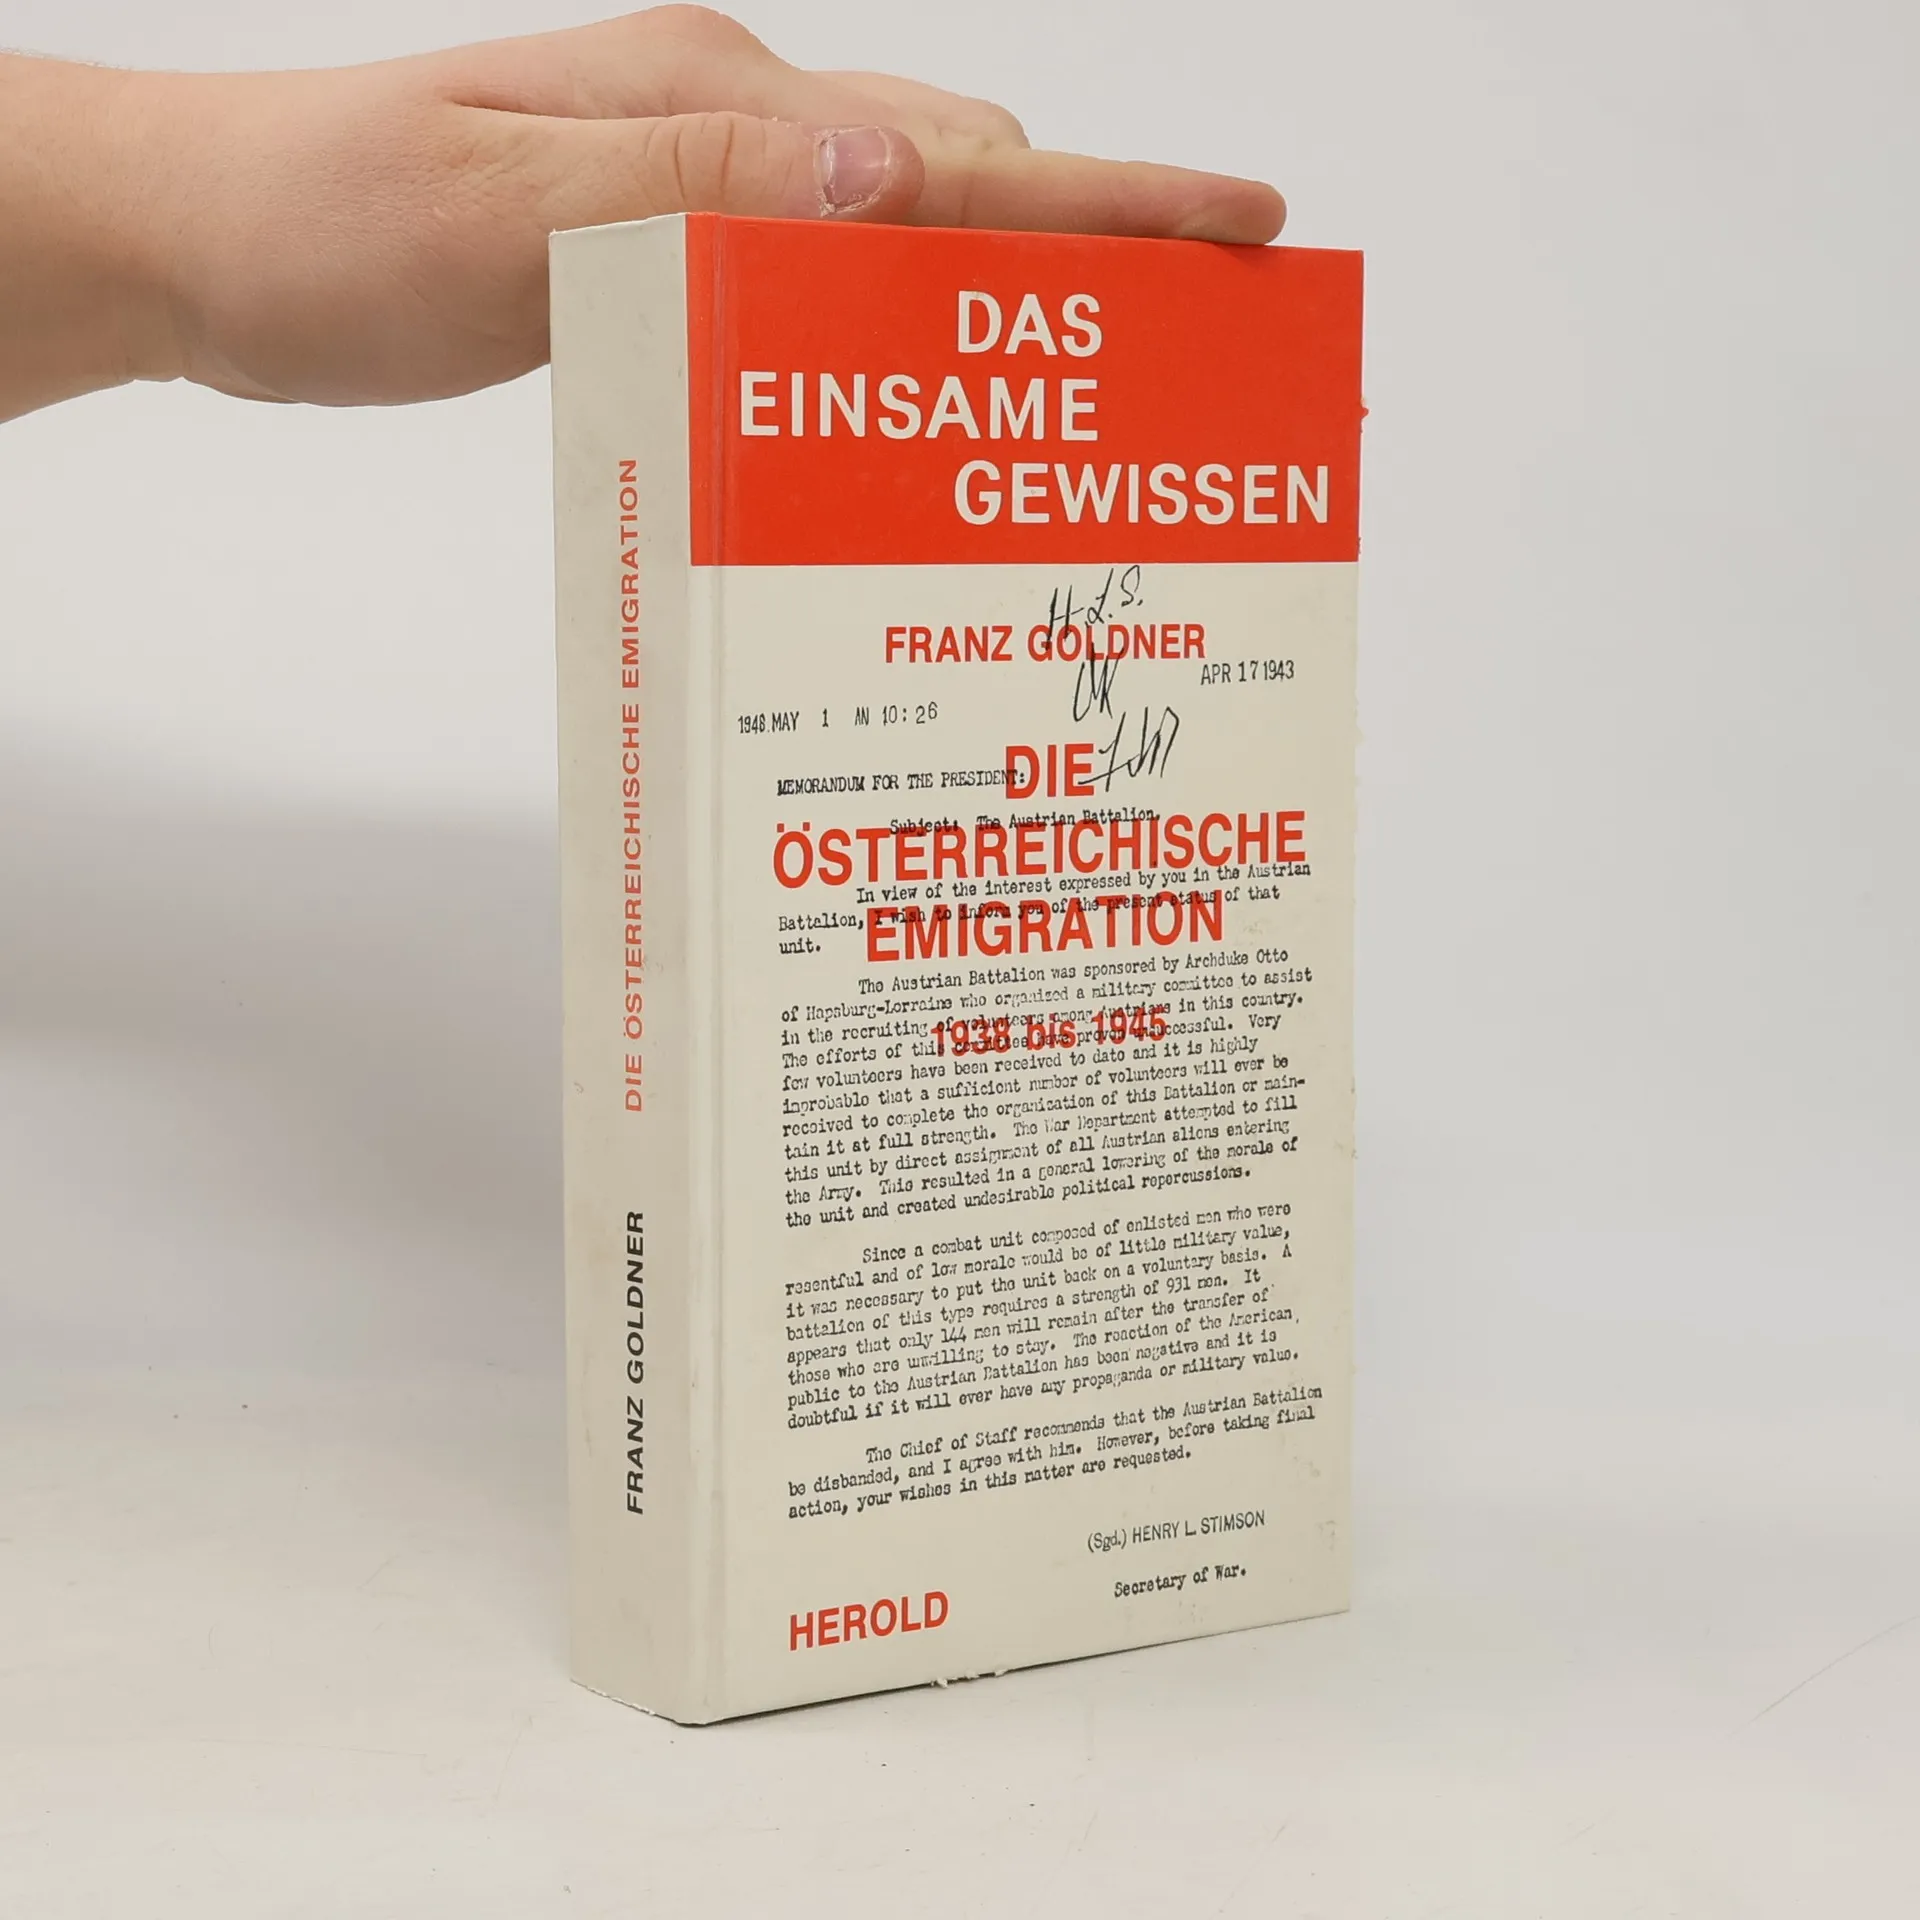 DIE ÖSTERREICHISCHE EMIGRATION
FRANZ GOLDNER
DAS
EINSAME
GEWISSEN
H.L.S.
FRANZ GOLDNER
OK
APR 17 1943
1943 MAY 1 AM 10:26
DIE
MEMORANDUM FOR THE PRESIDENT:
Subject: The Austrian Battalion.
ÖSTERREICHISCHE
In view of the interest expressed by you in the Austrian
Battalion, I wish to inform you of the present status of that
EMIGRATION
unit.
The Austrian Battalion was sponsored by Archduke Otto
of Hapsburg-Lorraine who organized a military committee to assist
in the recruiting of volunteers among Austrians in this country.
1938 bis 1945
The efforts of this committee have proven unsuccessful. Very
few volunteers have been received to date and it is highly
improbable that a sufficient number of volunteers will ever be
received to complete the organization of this Battalion or main-
tain it at full strength. The War Department attempted to fill
this unit by direct assignment of all Austrian aliens entering
the Army. This resulted in a general lowering of the morale of
the unit and created undesirable political repercussions.
Since a combat unit composed of enlisted men who were
resentful and of low morale would be of little military value,
it was necessary to put the unit back on a voluntary basis. A
battalion of this type requires a strength of 931 men. It
appears that only 144 men will remain after the transfer of
those who are unwilling to stay. The reaction of the American
public to the Austrian Battalion has been negative and it is
doubtful if it will ever have any propaganda or military value.
The Chief of Staff recommends that the Austrian Battalion
be disbanded, and I agree with him. However, before taking final
action, your wishes in this matter are requested.
(Sgd.) HENRY L. STIMSON
Secretary of War.
HEROLD